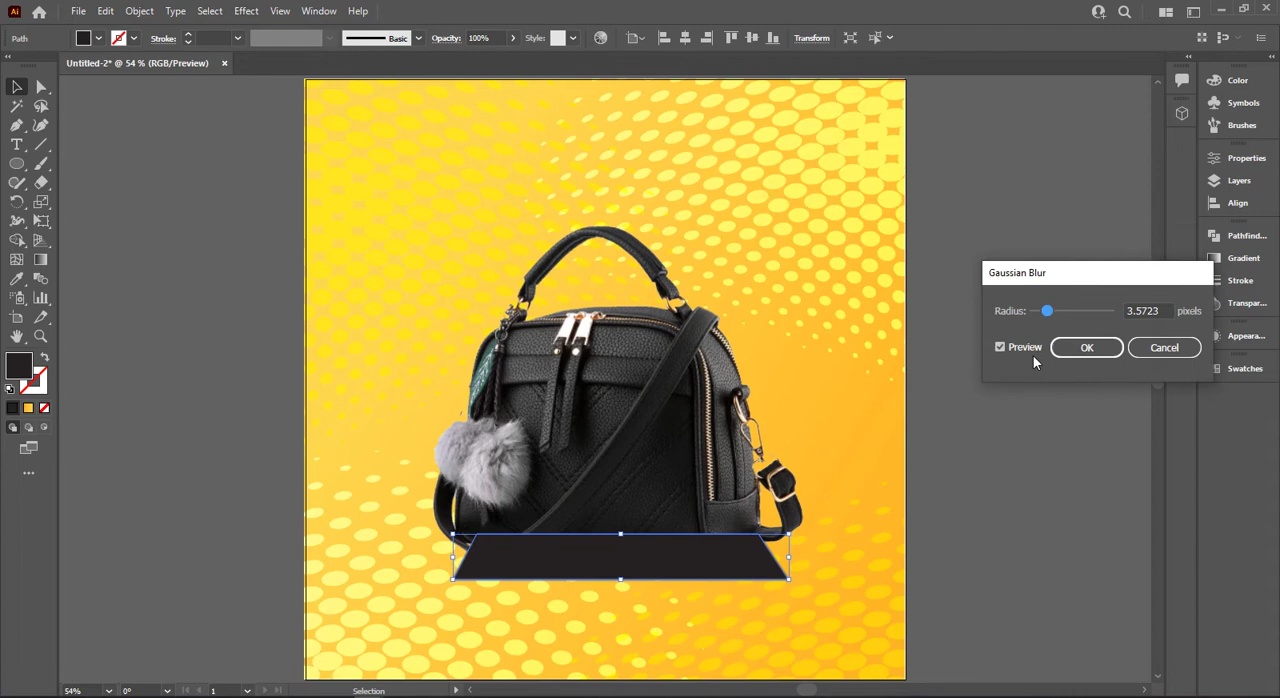 Ai File Edit Object Type Select Effect View Window Help
Path Stroke: Basic Opacity: 100% Style: Transform
Untitled-2* @ 54 % (RGB/Preview) ×
Color
Symbols
Brushes
Properties
Layers
Align
Pathfind...
Gradient
Stroke
Transpar...
Appeara...
Swatches
Gaussian Blur
Radius: 3.5723 pixels
Preview OK Cancel
T
54% 0° 1 Selection